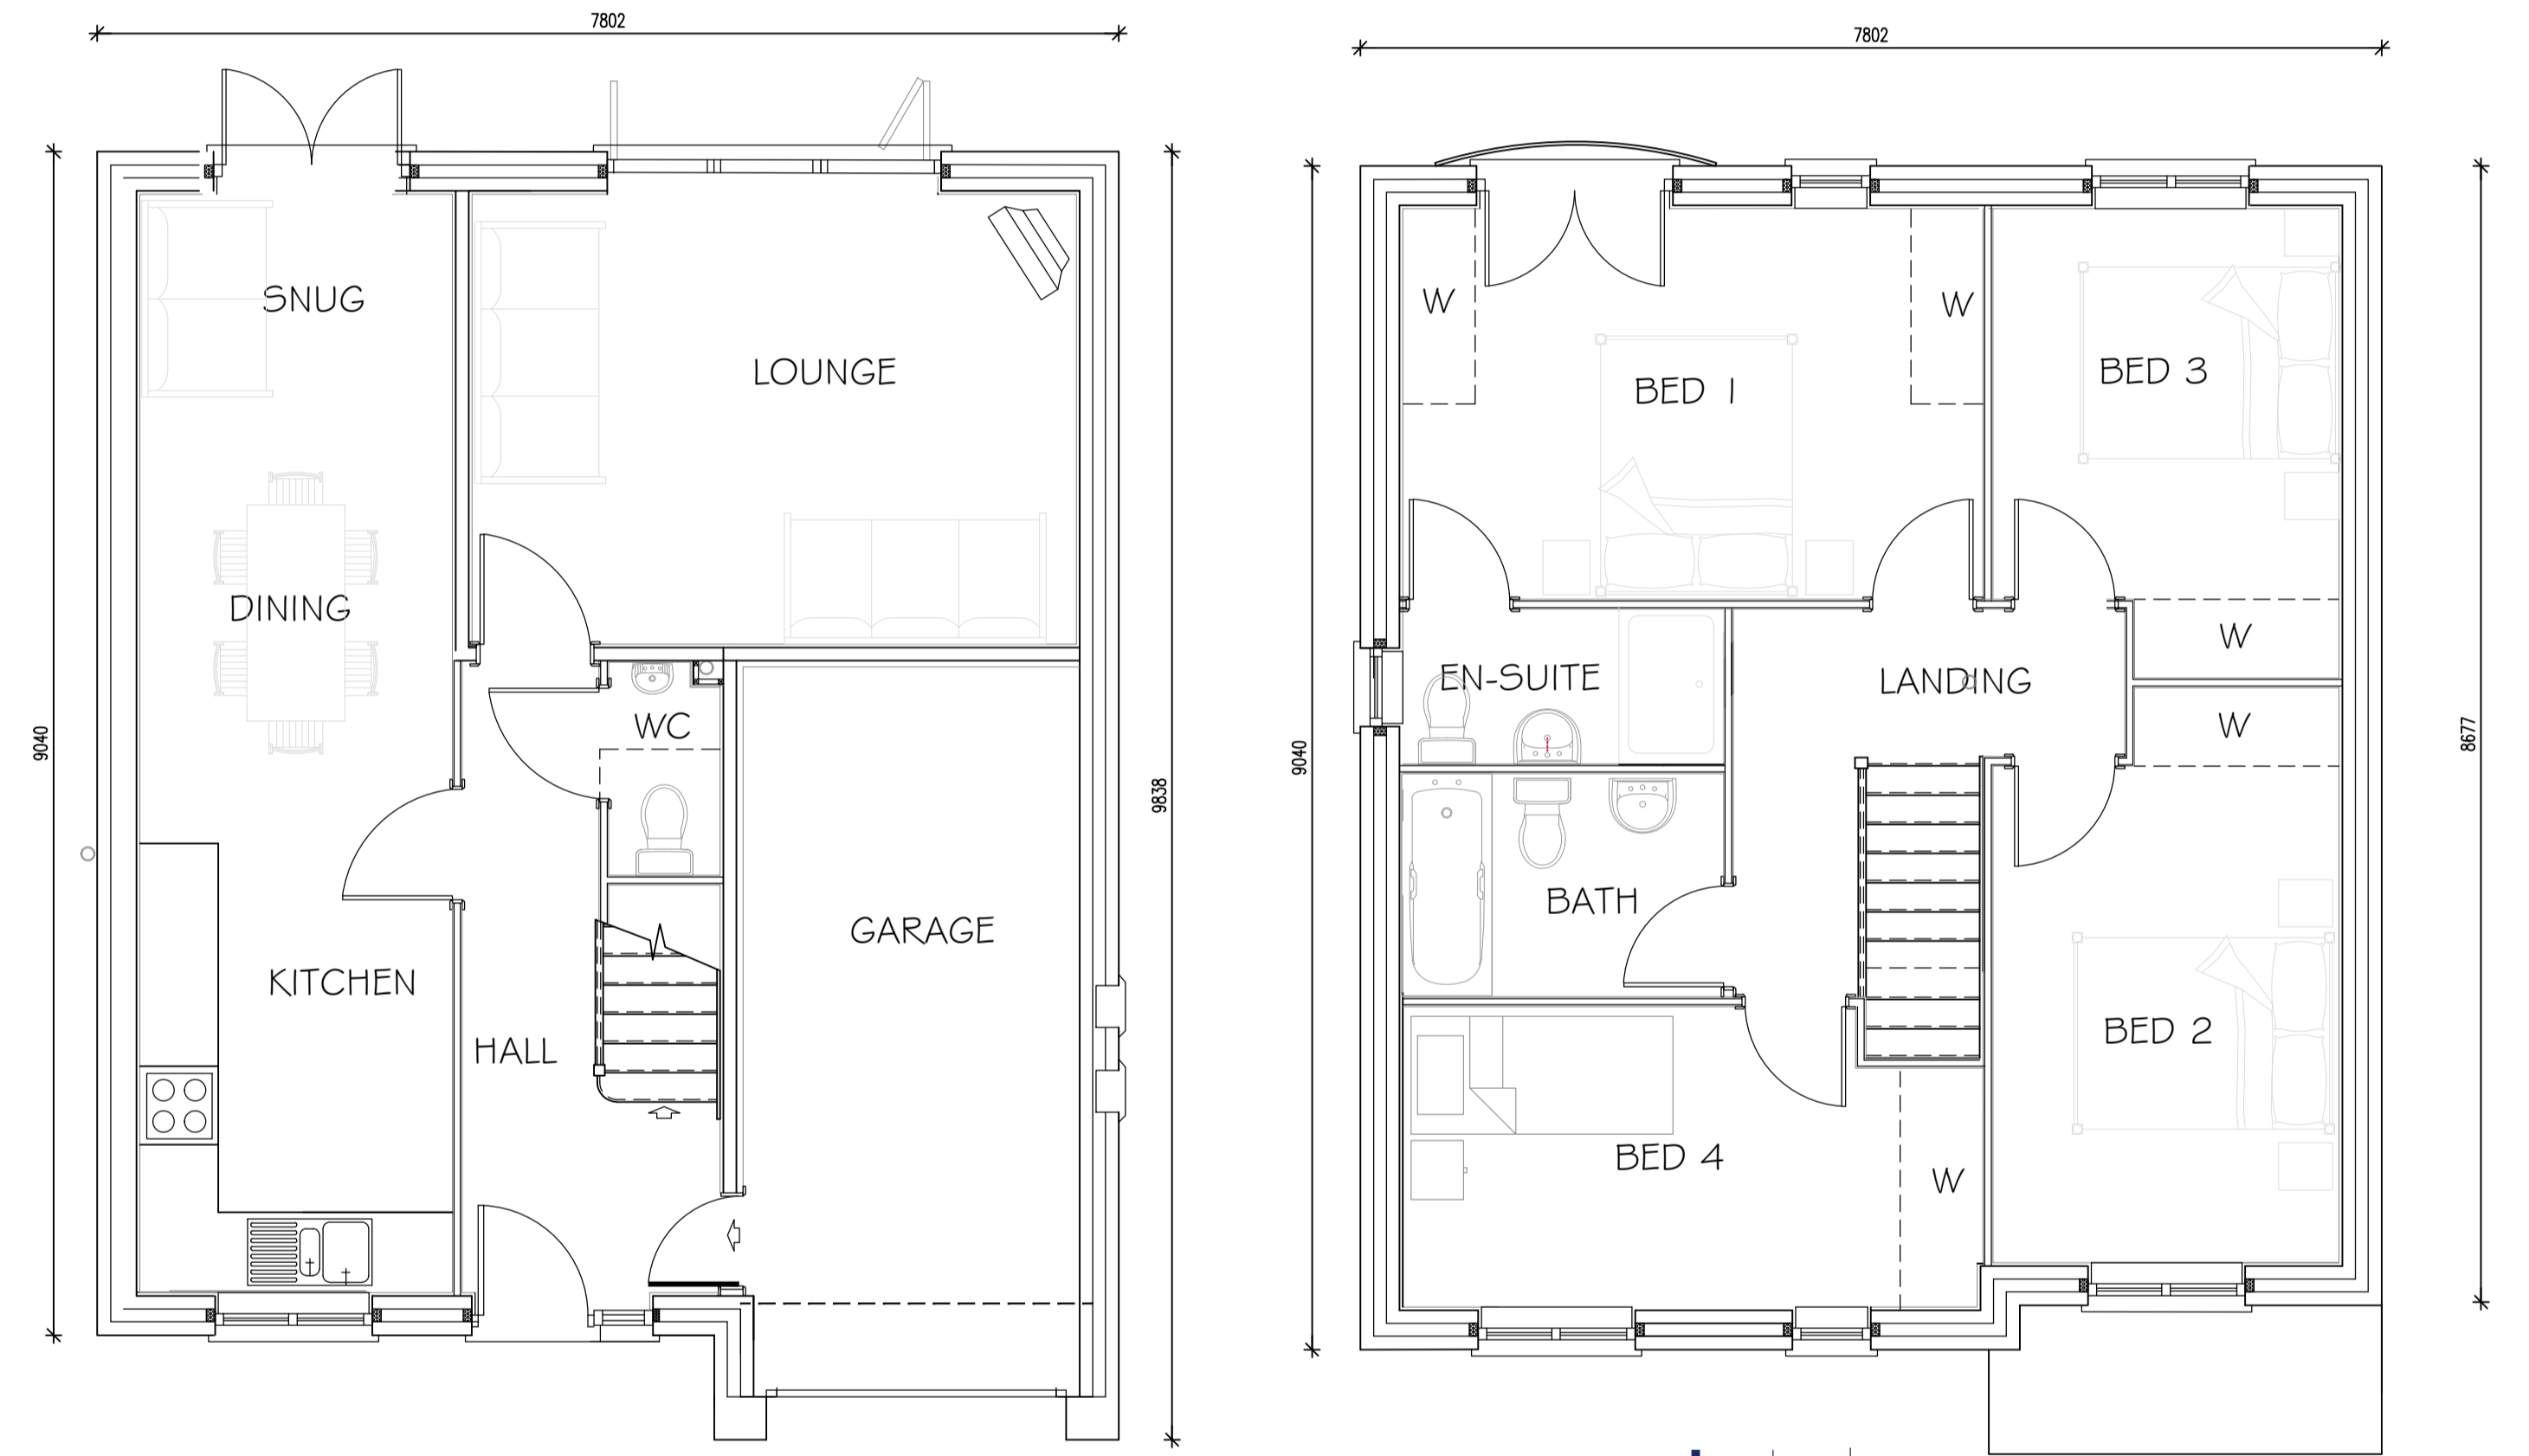 7802
7802
SNUG
LOUNGE
W
W
BED 1
BED 3
DINING
W
EN-SUITE
LANDING
WC
W
9040
9838
9040
8677
BATH
GARAGE
KITCHEN
HALL
BED 2
BED 4
W